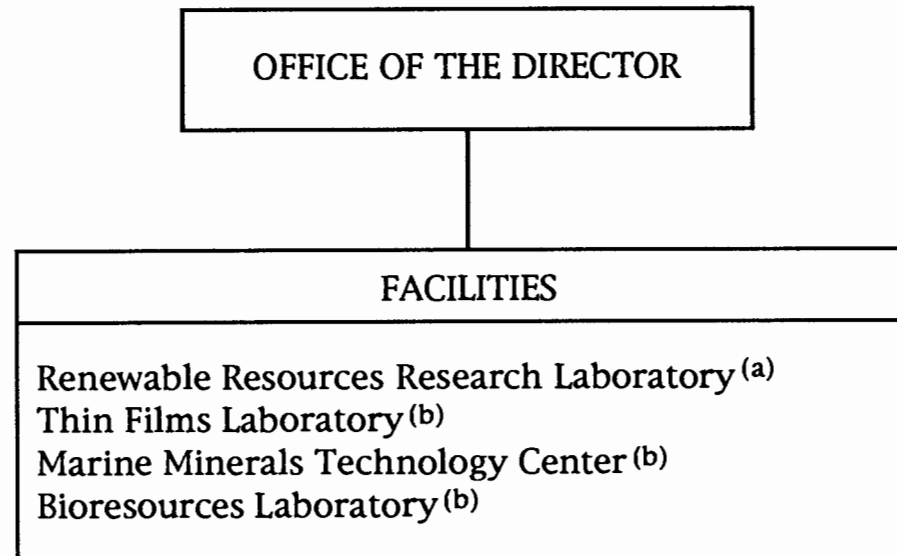 OFFICE OF THE DIRECTOR
FACILITIES
Renewable Resources Research Laboratory (a)
Thin Films Laboratory (b)
Marine Minerals Technology Center (b)
Bioresources Laboratory (b)